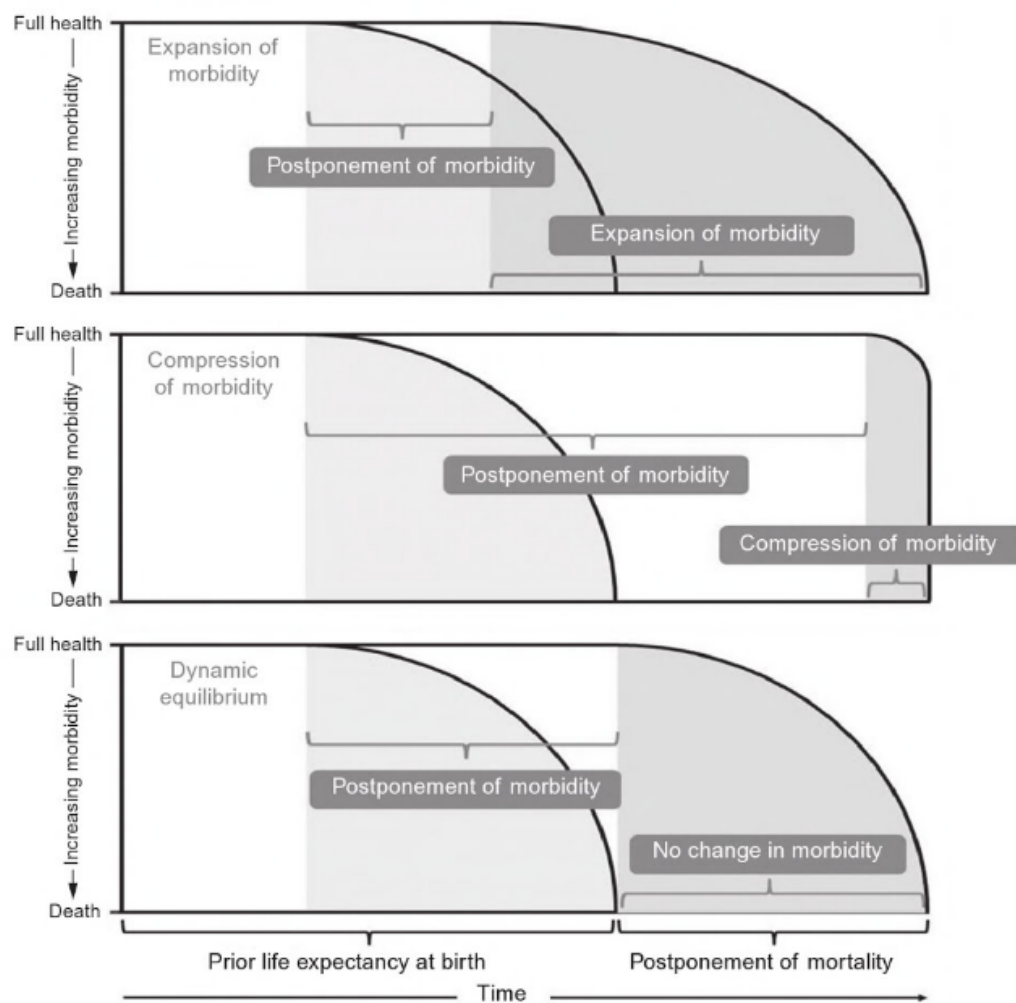 Full health
Increasing morbidity
Death
Expansion of
morbidity
Postponement of morbidity
Expansion of morbidity
Full health
Increasing morbidity
Death
Compression
of morbidity
Postponement of morbidity
Compression of morbidity
Full health
Increasing morbidity
Death
Dynamic
equilibrium
Postponement of morbidity
No change in morbidity
Prior life expectancy at birth
Postponement of mortality
Time